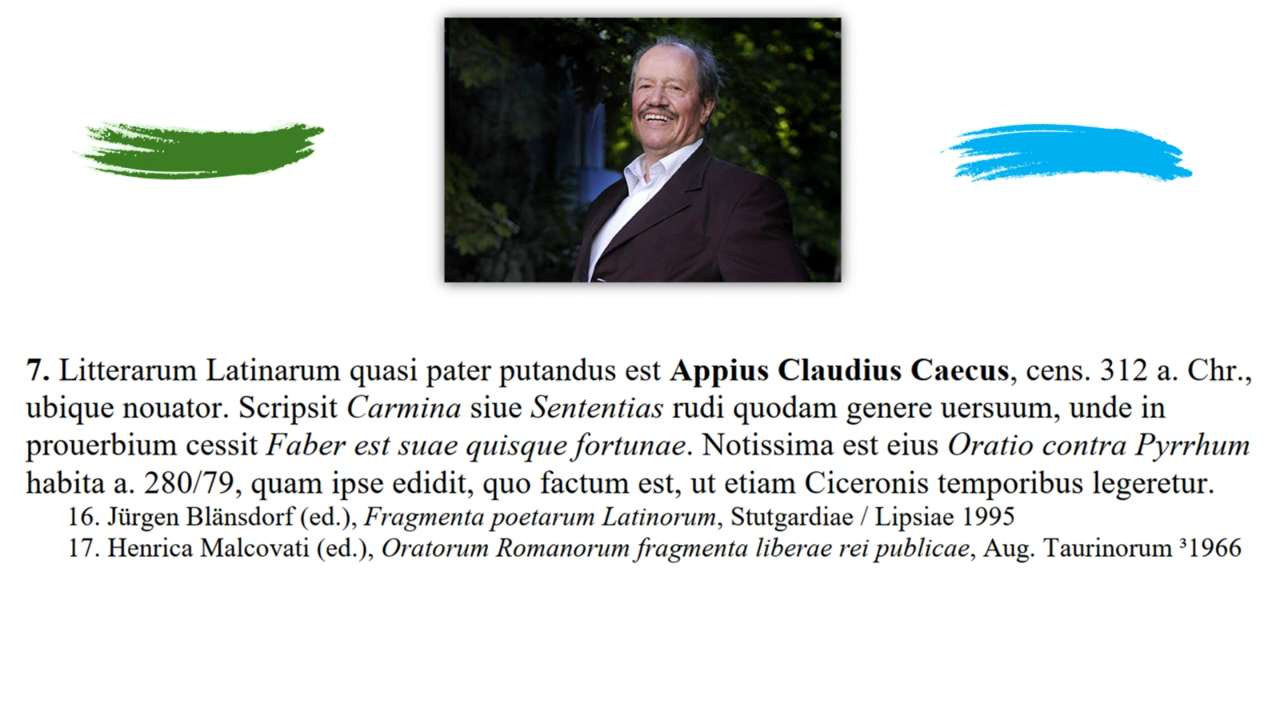 7. Litterarum Latinarum quasi pater putandus est Appius Claudius Caecus, cens. 312 a. Chr.,
ubique nouator. Scripsit Carmina siue Sententias rudi quodam genere uersuum, unde in
prouerbium cessit Faber est suae quisque fortunae. Notissima est eius Oratio contra Pyrrhum
habita a. 280/79, quam ipse edidit, quo factum est, ut etiam Ciceronis temporibus legeretur.
16. Jürgen Blänsdorf (ed.), Fragmenta poetarum Latinorum, Stutgardiae / Lipsiae 1995
17. Henrica Malcovati (ed.), Oratorum Romanorum fragmenta liberae rei publicae, Aug. Taurinorum ³1966